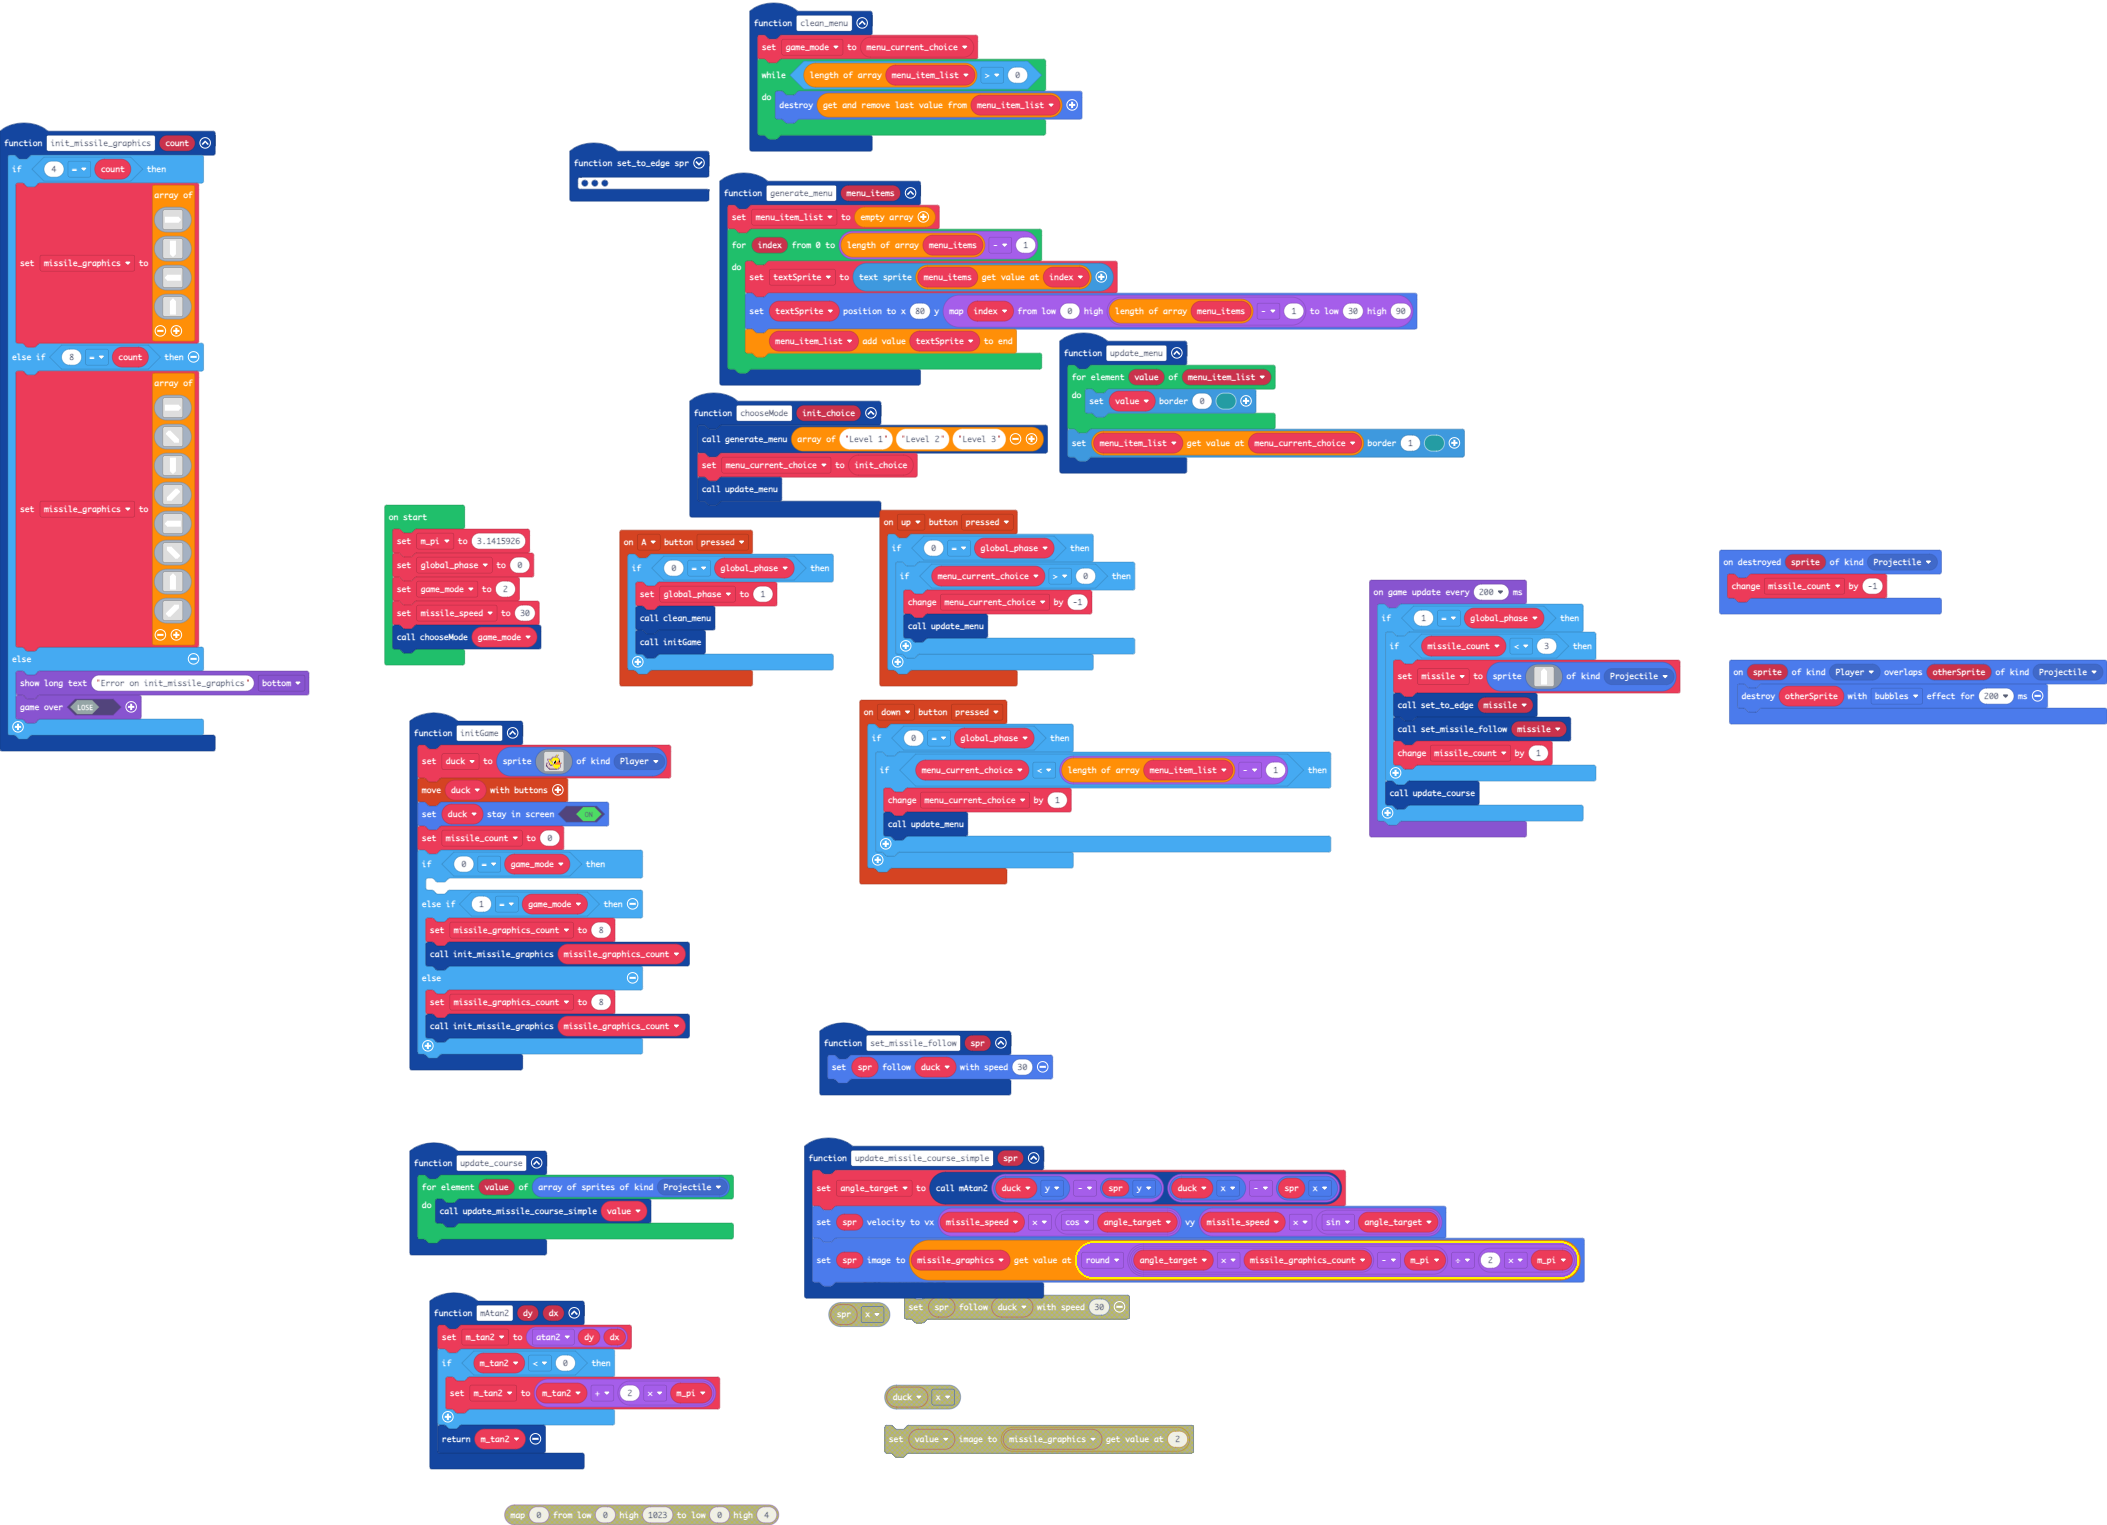 function clean_menu
set game_mode to menu_current_choice
while length of array menu_item_list > 0
do destroy get and remove last value from menu_item_list
function init_missile_graphics count
if 4 = count then
array of
set missile_graphics to
else if 8 = count then
array of
set missile_graphics to
else
show long text "Error on init_missile_graphics" bottom
game over LOSE
function set_to_edge spr
function generate_menu menu_items
set menu_item_list to empty array
for index from 0 to length of array menu_items - 1
do
set textSprite to text sprite menu_items get value at index
set textSprite position to x 80 y map index from low 0 high length of array menu_items - 1 to low 30 high 90
menu_item_list add value textSprite to end
function update_menu
for element value of menu_item_list
do set value border 0
set menu_item_list get value at menu_current_choice border 1
function chooseMode init_choice
call generate_menu array of "Level 1" "Level 2" "Level 3"
set menu_current_choice to init_choice
call update_menu
on start
set m_pi to 3.1415926
set global_phase to 0
set game_mode to 2
set missile_speed to 30
call chooseMode game_mode
on A button pressed
if 0 = global_phase then
set global_phase to 1
call clean_menu
call initGame
on up button pressed
if 0 = global_phase then
if menu_current_choice > 0 then
change menu_current_choice by -1
call update_menu
on down button pressed
if 0 = global_phase then
if menu_current_choice < length of array menu_item_list - 1 then
change menu_current_choice by 1
call update_menu
on game update every 200 ms
if 1 = global_phase then
if missile_count < 3 then
set missile to sprite of kind Projectile
call set_to_edge missile
call set_missile_follow missile
change missile_count by 1
call update_course
on destroyed sprite of kind Projectile
change missile_count by -1
on sprite of kind Player overlaps otherSprite of kind Projectile
destroy otherSprite with bubbles effect for 200 ms
function initGame
set duck to sprite of kind Player
move duck with buttons
set duck stay in screen ON
set missile_count to 0
if 0 = game_mode then
else if 1 = game_mode then
set missile_graphics_count to 8
call init_missile_graphics missile_graphics_count
else
set missile_graphics_count to 8
call init_missile_graphics missile_graphics_count
function set_missile_follow spr
set spr follow duck with speed 30
function update_course
for element value of array of sprites of kind Projectile
do call update_missile_course_simple value
function update_missile_course_simple spr
set angle_target to call mAtan2 duck y - spr y duck x - spr x
set spr velocity to vx missile_speed x cos angle_target vy missile_speed x sin angle_target
set spr image to missile_graphics get value at round angle_target x missile_graphics_count - m_pi ÷ 2 x m_pi
spr x
set spr follow duck with speed 30
function mAtan2 dy dx
set m_tan2 to atan2 dy dx
if m_tan2 < 0 then
set m_tan2 to m_tan2 + 2 x m_pi
return m_tan2
duck x
set value image to missile_graphics get value at 2
map 0 from low 0 high 1023 to low 0 high 4